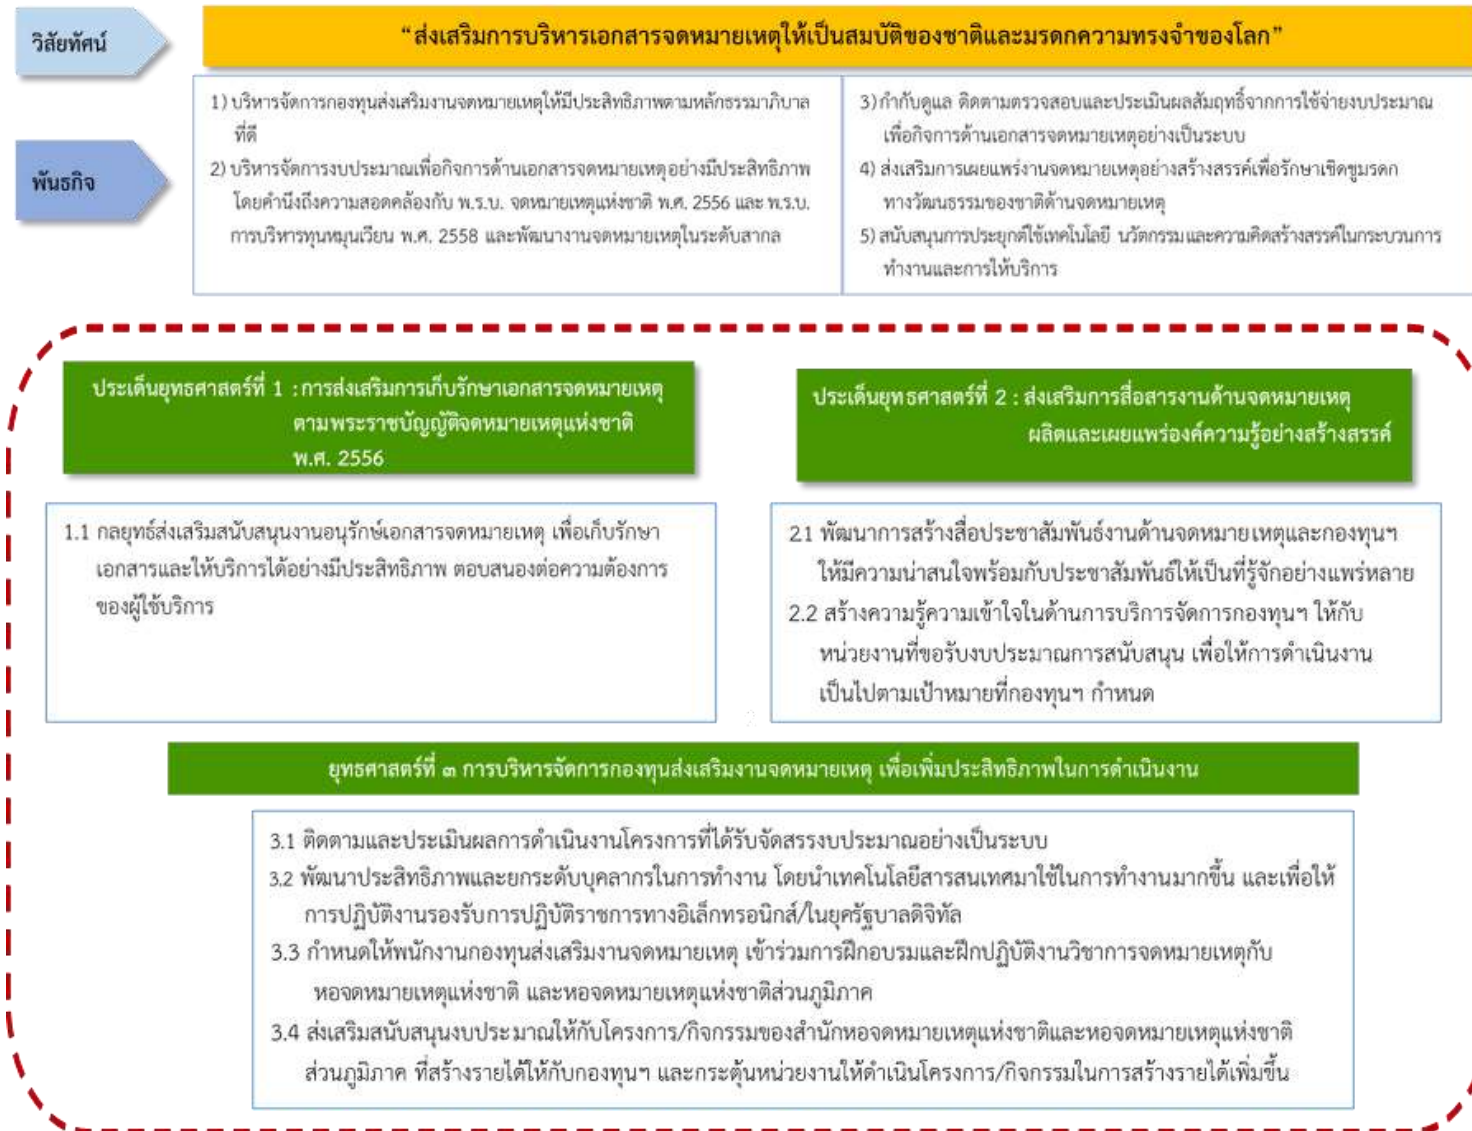 วิสัยทัศน์
“ส่งเสริมการบริหารเอกสารจดหมายเหตุให้เป็นสมบัติของชาติและมรดกความทรงจำของโลก”
พันธกิจ
1) บริหารจัดการกองทุนส่งเสริมงานจดหมายเหตุให้มีประสิทธิภาพตามหลักธรรมาภิบาล
ที่ดี
2) บริหารจัดการงบประมาณเพื่อกิจการด้านเอกสารจดหมายเหตุอย่างมีประสิทธิภาพ
โดยคำนึงถึงความสอดคล้องกับ พ.ร.บ. จดหมายเหตุแห่งชาติ พ.ศ. 2556 และ พ.ร.บ.
การบริหารทุนหมุนเวียน พ.ศ. 2558 และพัฒนางานจดหมายเหตุในระดับสากล
3) กำกับดูแล ติดตามตรวจสอบและประเมินผลสัมฤทธิ์จากการใช้จ่ายงบประมาณ
เพื่อกิจการด้านเอกสารจดหมายเหตุอย่างเป็นระบบ
4) ส่งเสริมการเผยแพร่งานจดหมายเหตุอย่างสร้างสรรค์เพื่อรักษาเชิดชูมรดก
ทางวัฒนธรรมของชาติด้านจดหมายเหตุ
5) สนับสนุนการประยุกต์ใช้เทคโนโลยี นวัตกรรมและความคิดสร้างสรรค์ในกระบวนการ
ทำงานและการให้บริการ
ประเด็นยุทธศาสตร์ที่ 1 : การส่งเสริมการเก็บรักษาเอกสารจดหมายเหตุ
ตามพระราชบัญญัติจดหมายเหตุแห่งชาติ
พ.ศ. 2556
1.1 กลยุทธ์ส่งเสริมสนับสนุนงานอนุรักษ์เอกสารจดหมายเหตุ เพื่อเก็บรักษา
เอกสารและให้บริการได้อย่างมีประสิทธิภาพ ตอบสนองต่อความต้องการ
ของผู้ใช้บริการ
ประเด็นยุทธศาสตร์ที่ 2 : ส่งเสริมการสื่อสารงานด้านจดหมายเหตุ
ผลิตและเผยแพร่องค์ความรู้อย่างสร้างสรรค์
2.1 พัฒนาการสร้างสื่อประชาสัมพันธ์งานด้านจดหมายเหตุและกองทุนฯ
ให้มีความน่าสนใจพร้อมกับประชาสัมพันธ์ให้เป็นที่รู้จักอย่างแพร่หลาย
2.2 สร้างความรู้ความเข้าใจในด้านการบริการจัดการกองทุนฯ ให้กับ
หน่วยงานที่ขอรับงบประมาณการสนับสนุน เพื่อให้การดำเนินงาน
เป็นไปตามเป้าหมายที่กองทุนฯ กำหนด
ยุทธศาสตร์ที่ ๓ การบริหารจัดการกองทุนส่งเสริมงานจดหมายเหตุ เพื่อเพิ่มประสิทธิภาพในการดำเนินงาน
3.1 ติดตามและประเมินผลการดำเนินงานโครงการที่ได้รับจัดสรรงบประมาณอย่างเป็นระบบ
3.2 พัฒนาประสิทธิภาพและยกระดับบุคลากรในการทำงาน โดยนำเทคโนโลยีสารสนเทศมาใช้ในการทำงานมากขึ้น และเพื่อให้
การปฏิบัติงานรองรับการปฏิบัติราชการทางอิเล็กทรอนิกส์/ในยุครัฐบาลดิจิทัล
3.3 กำหนดให้พนักงานกองทุนส่งเสริมงานจดหมายเหตุ เข้าร่วมการฝึกอบรมและฝึกปฏิบัติงานวิชาการจดหมายเหตุกับ
หอจดหมายเหตุแห่งชาติ และหอจดหมายเหตุแห่งชาติส่วนภูมิภาค
3.4 ส่งเสริมสนับสนุนงบประมาณให้กับโครงการ/กิจกรรมของสำนักหอจดหมายเหตุแห่งชาติและหอจดหมายเหตุแห่งชาติ
ส่วนภูมิภาค ที่สร้างรายได้ให้กับกองทุนฯ และกระตุ้นหน่วยงานให้ดำเนินโครงการ/กิจกรรมในการสร้างรายได้เพิ่มขึ้น